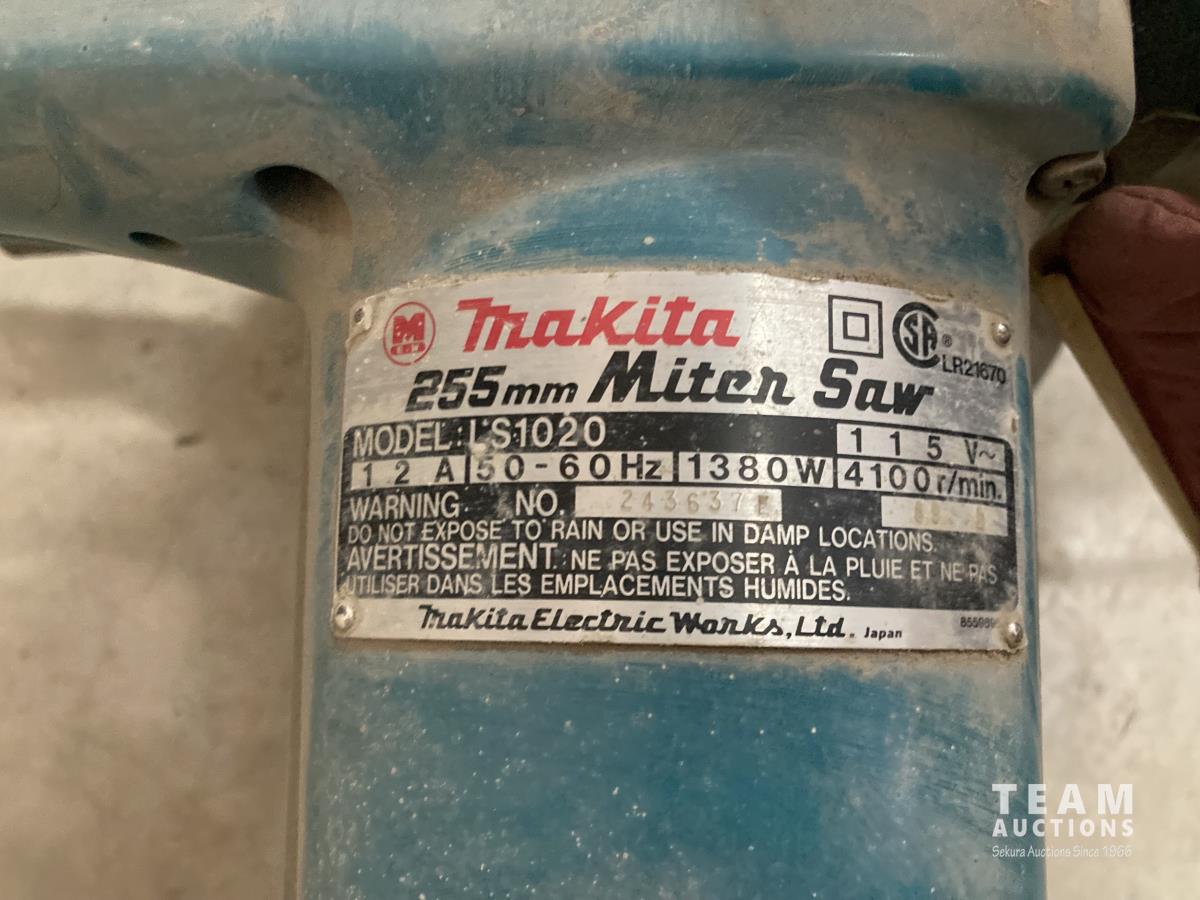 Makita
LR21670
255mm Miter Saw
MODEL: LS1020 115V~
12A 50-60Hz 1380W 4100r/min.
WARNING NO. 243637E
DO NOT EXPOSE TO RAIN OR USE IN DAMP LOCATIONS.
AVERTISSEMENT: NE PAS EXPOSER À LA PLUIE ET NE PAS
UTILISER DANS LES EMPLACEMENTS HUMIDES.
Makita Electric Works, Ltd. Japan
TEAM
AUCTIONS
Sekura Auctions Since 1966